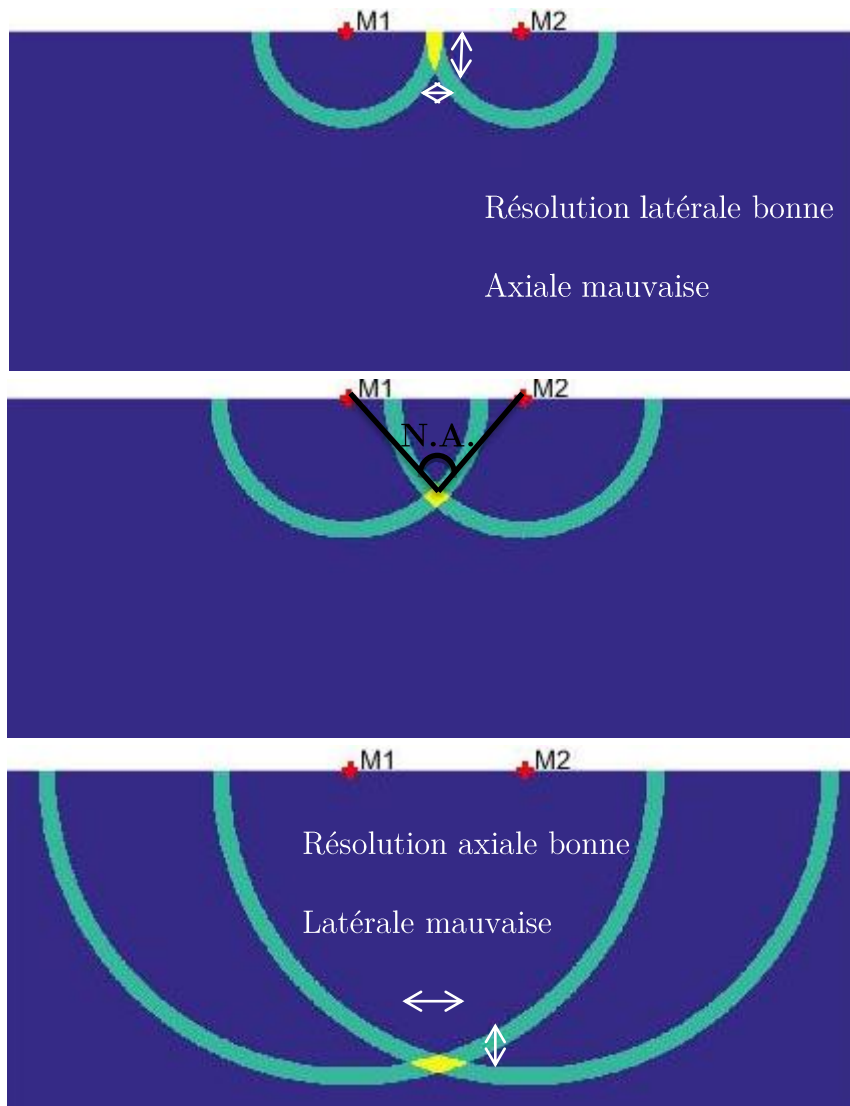 M1 M2
Résolution latérale bonne
Axiale mauvaise
M1 M2
N.A.
M1 M2
Résolution axiale bonne
Latérale mauvaise